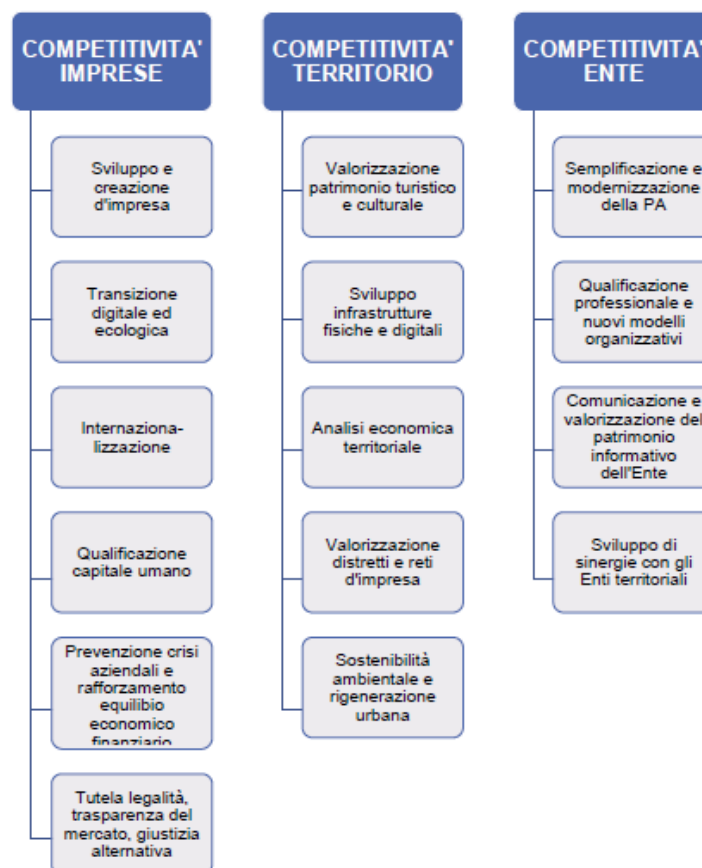 COMPETITIVITA'
IMPRESE
Sviluppo e
creazione
d'impresa
Transizione
digitale ed
ecologica
Internaziona-
lizzazione
Qualificazione
capitale umano
Prevenzione crisi
aziendali e
rafforzamento
equilibrio
economico
finanziario
Tutela legalità,
trasparenza del
mercato, giustizia
alternativa
COMPETITIVITA'
TERRITORIO
Valorizzazione
patrimonio turistico
e culturale
Sviluppo
infrastrutture
fisiche e digitali
Analisi economica
territoriale
Valorizzazione
distretti e reti
d'impresa
Sostenibilità
ambientale e
rigenerazione
urbana
COMPETITIVITA'
ENTE
Semplificazione e
modernizzazione
della PA
Qualificazione
professionale e
nuovi modelli
organizzativi
Comunicazione e
valorizzazione del
patrimonio
informativo
dell'Ente
Sviluppo di
sinergie con gli
Enti territoriali